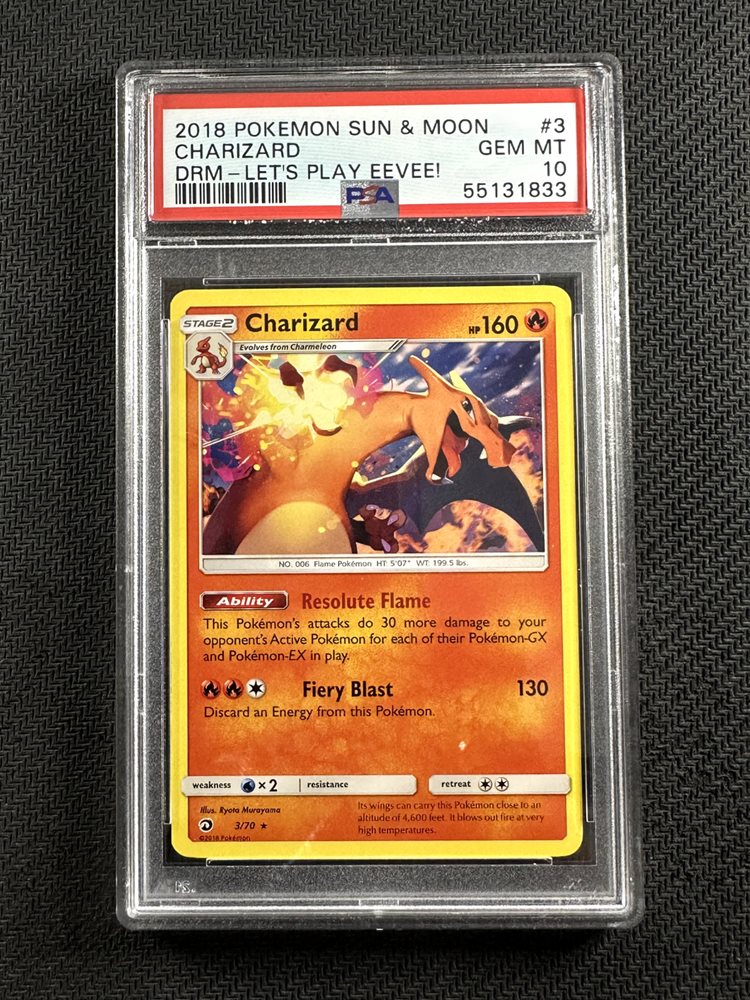 2018 POKEMON SUN & MOON #3
CHARIZARD GEM MT
DRM - LET'S PLAY EEVEE! 10
PSA 55131833
STAGE2 Charizard HP160
Evolves from Charmeleon
NO. 006 Flame Pokémon HT: 5'07" WT: 199.5 lbs.
Ability Resolute Flame
This Pokémon's attacks do 30 more damage to your
opponent's Active Pokémon for each of their Pokémon-GX
and Pokémon-EX in play.
Fiery Blast 130
Discard an Energy from this Pokémon.
weakness ×2 resistance retreat
Illus. Ryota Murayama
3/70 ★
©2018 Pokémon
Its wings can carry this Pokémon close to an
altitude of 4,600 feet. It blows out fire at very
high temperatures.